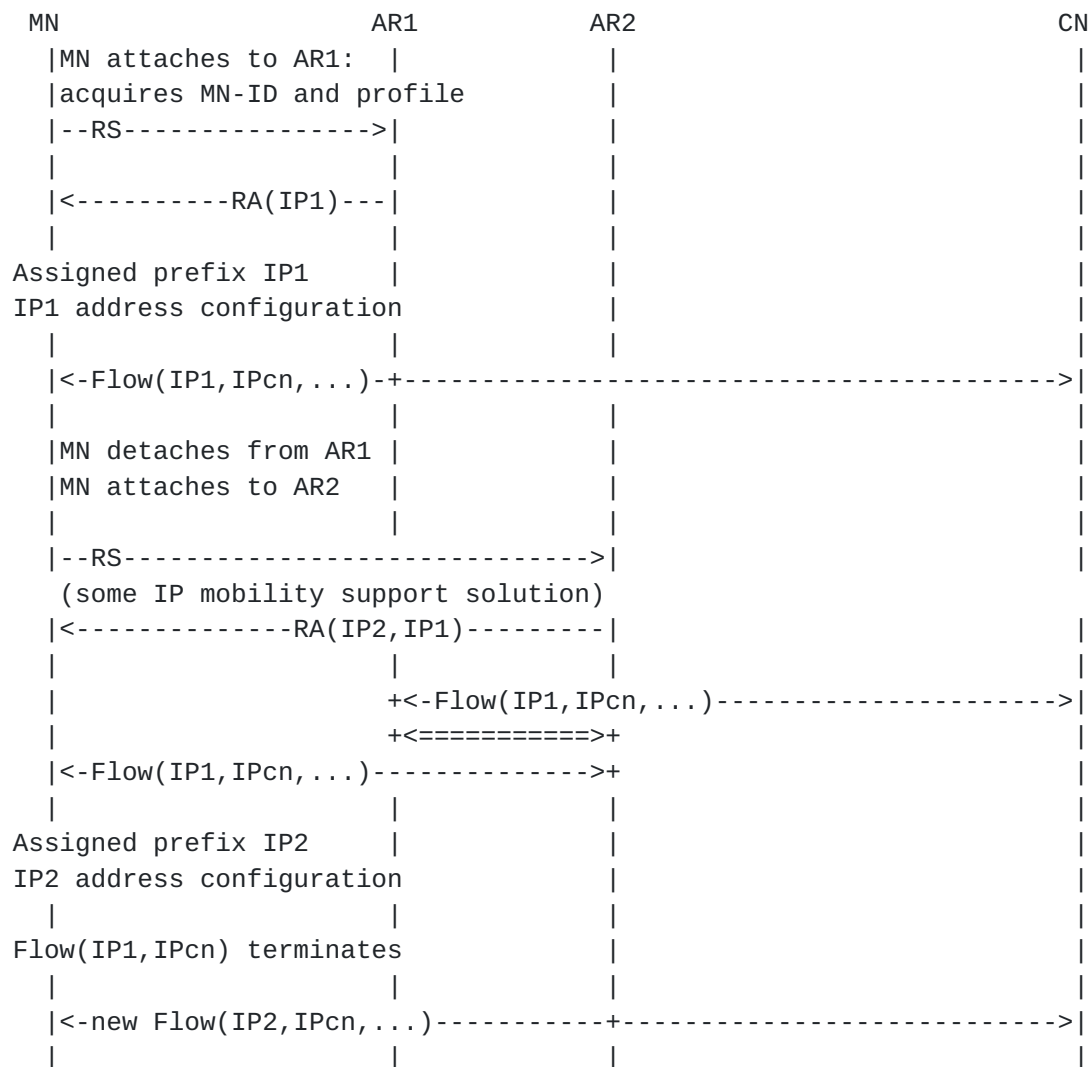 MN                    AR1           AR2                           CN
  |MN attaches to AR1:  |             |                             |
  |acquires MN-ID and profile         |                             |
  |--RS---------------->|             |                             |
  |                     |             |                             |
  |<----------RA(IP1)---|             |                             |
  |                     |             |                             |
Assigned prefix IP1     |             |                             |
IP1 address configuration             |                             |
  |                     |             |                             |
  |<-Flow(IP1,IPcn,...)-+------------------------------------------>|
  |                     |             |                             |
  |MN detaches from AR1 |             |                             |
  |MN attaches to AR2   |             |                             |
  |                     |             |                             |
  |--RS------------------------------>|                             |
   (some IP mobility support solution)
  |<--------------RA(IP2,IP1)---------|                             |
  |                     |             |                             |
  |                     +<-Flow(IP1,IPcn,...)---------------------->|
  |                     +<===========>+                             |
  |<-Flow(IP1,IPcn,...)-------------->+                             |
  |                     |             |                             |
Assigned prefix IP2     |             |                             |
IP2 address configuration             |                             |
  |                     |             |                             |
Flow(IP1,IPcn) terminates             |                             |
  |                     |             |                             |
  |<-new Flow(IP2,IPcn,...)-----------+---------------------------->|
  |                     |             |                             |